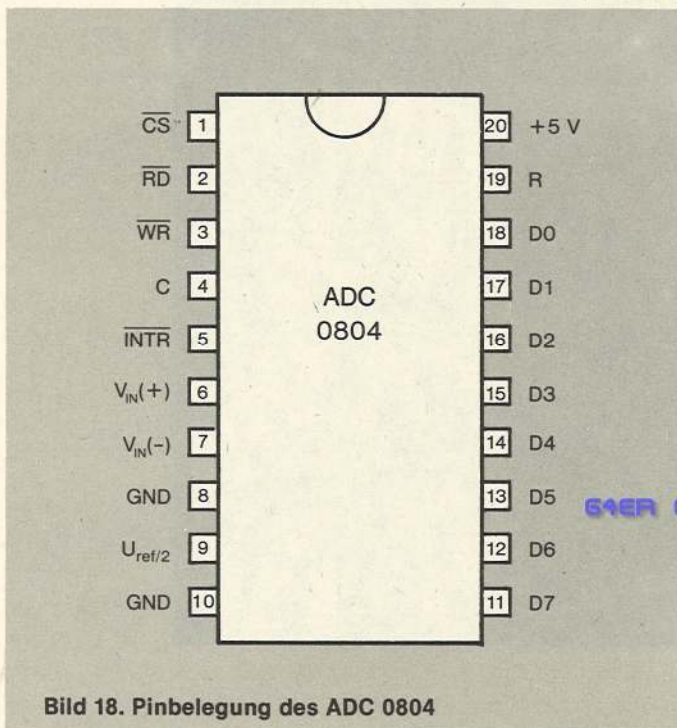 CS 1 20 +5 V
RD 2 19 R
WR 3 18 D0
C 4 17 D1
ADC
0804
INTR 5 16 D2
V_IN(+) 6 15 D3
V_IN(-) 7 14 D4
GND 8 13 D5
64ER
U_ref/2 9 12 D6
GND 10 11 D7
Bild 18. Pinbelegung des ADC 0804